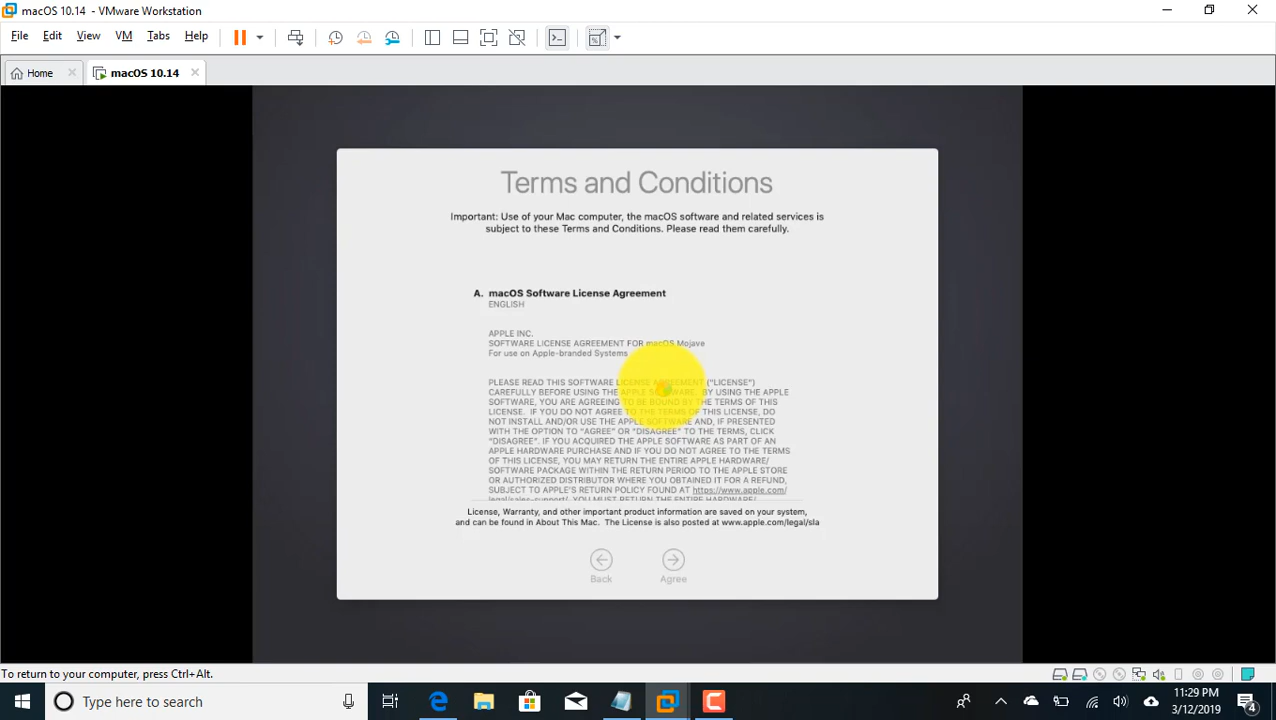 macOS 10.14 - VMware Workstation
File Edit View VM Tabs Help
Home
macOS 10.14
Terms and Conditions
Important: Use of your Mac computer, the macOS software and related services is
subject to these Terms and Conditions. Please read them carefully.
A. macOS Software License Agreement
ENGLISH
APPLE INC.
SOFTWARE LICENSE AGREEMENT FOR macOS Mojave
For use on Apple-branded Systems
PLEASE READ THIS SOFTWARE LICENSE AGREEMENT ("LICENSE")
CAREFULLY BEFORE USING THE APPLE SOFTWARE. BY USING THE APPLE
SOFTWARE, YOU ARE AGREEING TO BE BOUND BY THE TERMS OF THIS
LICENSE. IF YOU DO NOT AGREE TO THE TERMS OF THIS LICENSE, DO
NOT INSTALL AND/OR USE THE APPLE SOFTWARE AND, IF PRESENTED
WITH THE OPTION TO "AGREE" OR "DISAGREE" TO THE TERMS, CLICK
"DISAGREE". IF YOU ACQUIRED THE APPLE SOFTWARE AS PART OF AN
APPLE HARDWARE PURCHASE AND IF YOU DO NOT AGREE TO THE TERMS
OF THIS LICENSE, YOU MAY RETURN THE ENTIRE APPLE HARDWARE/
SOFTWARE PACKAGE WITHIN THE RETURN PERIOD TO THE APPLE STORE
OR AUTHORIZED DISTRIBUTOR WHERE YOU OBTAINED IT FOR A REFUND,
SUBJECT TO APPLE'S RETURN POLICY FOUND AT https://www.apple.com/
legal/sales-support/. YOU MUST RETURN THE ENTIRE HARDWARE/
License, Warranty, and other important product information are saved on your system,
and can be found in About This Mac. The License is also posted at www.apple.com/legal/sla
Back
Agree
To return to your computer, press Ctrl+Alt.
Type here to search
11:29 PM
3/12/2019
4